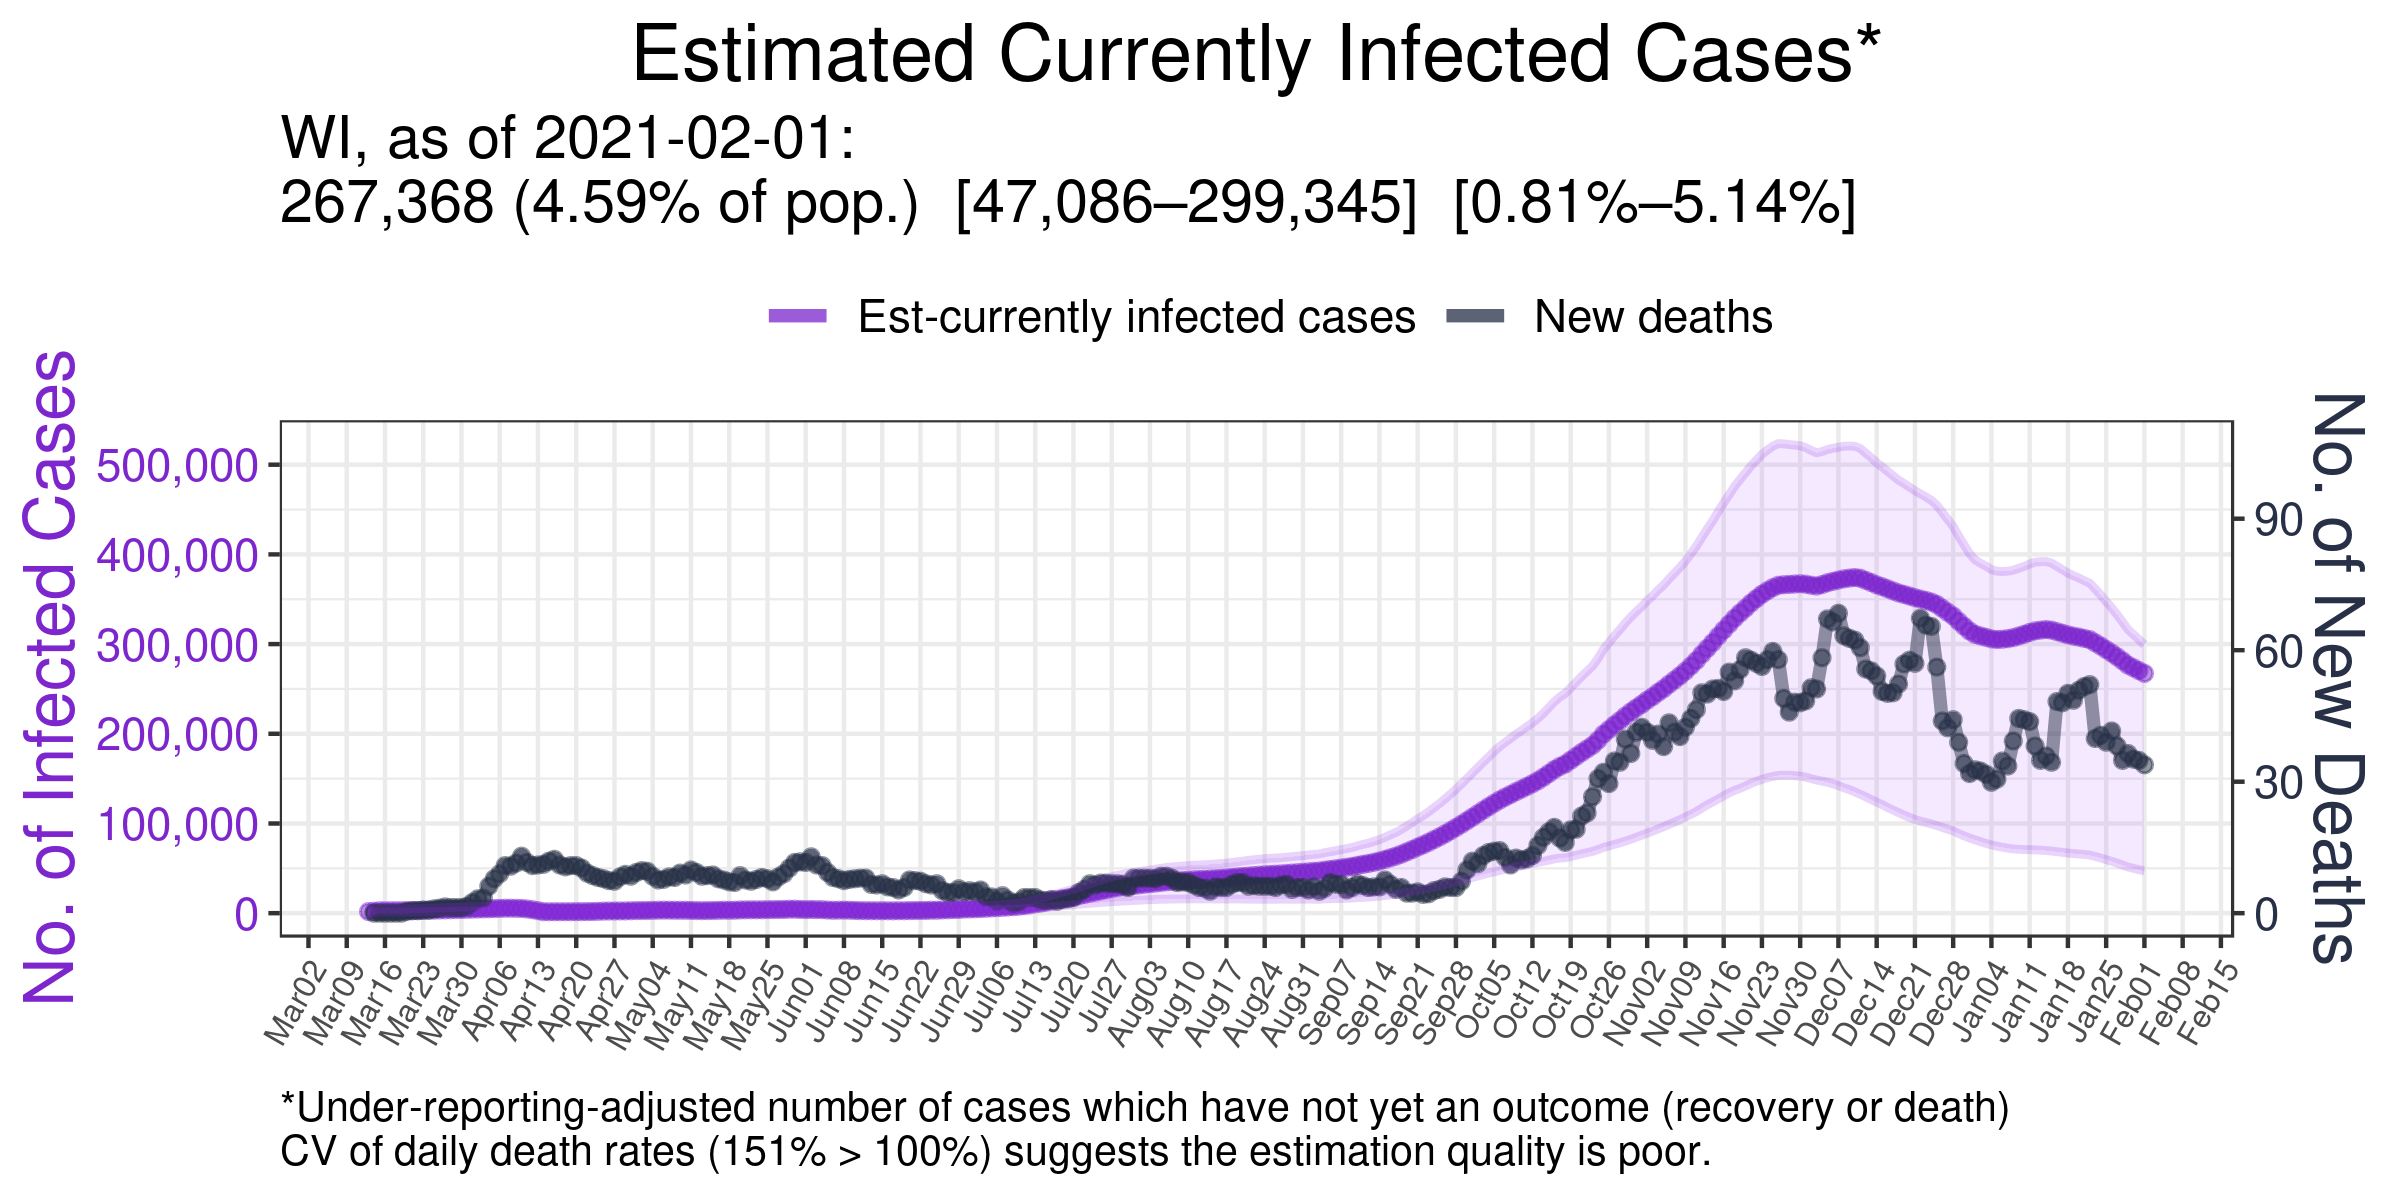 Estimated Currently Infected Cases*
WI, as of 2021-02-01:
267,368 (4.59% of pop.) [47,086–299,345] [0.81%–5.14%]
Est-currently infected cases New deaths
No. of Infected Cases
500,000
400,000
300,000
200,000
100,000
0
90
60
30
0
No. of New Deaths
Mar02 Mar09 Mar16 Mar23 Mar30 Apr06 Apr13 Apr20 Apr27 May04 May11 May18 May25 Jun01 Jun08 Jun15 Jun22 Jun29 Jul06 Jul13 Jul20 Jul27 Aug03 Aug10 Aug17 Aug24 Aug31 Sep07 Sep14 Sep21 Sep28 Oct05 Oct12 Oct19 Oct26 Nov02 Nov09 Nov16 Nov23 Nov30 Dec07 Dec14 Dec21 Dec28 Jan04 Jan11 Jan18 Jan25 Feb01 Feb08 Feb15
*Under-reporting-adjusted number of cases which have not yet an outcome (recovery or death)
CV of daily death rates (151% > 100%) suggests the estimation quality is poor.